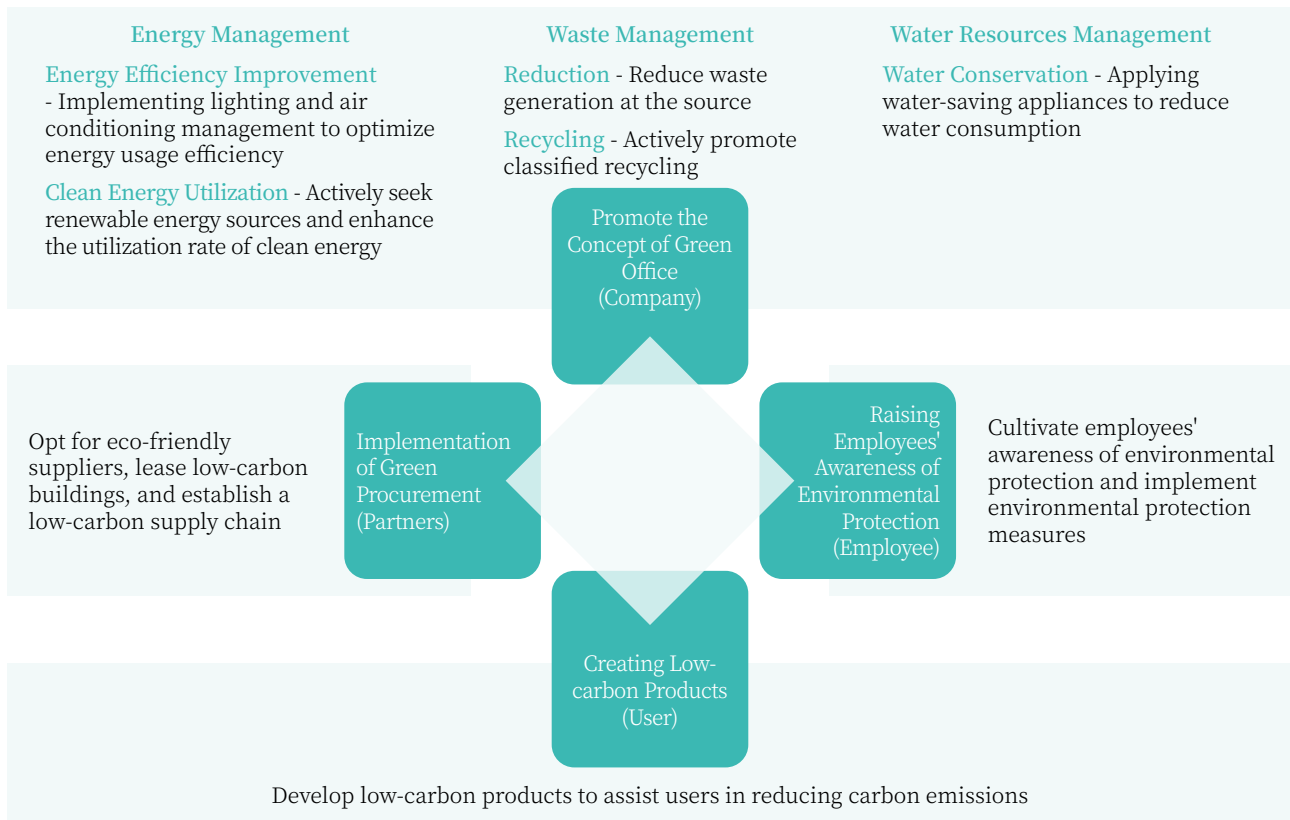 Energy Management
Energy Efficiency Improvement
- Implementing lighting and air
conditioning management to optimize
energy usage efficiency
Clean Energy Utilization - Actively seek
renewable energy sources and enhance
the utilization rate of clean energy
Waste Management
Reduction - Reduce waste
generation at the source
Recycling - Actively promote
classified recycling
Water Resources Management
Water Conservation - Applying
water-saving appliances to reduce
water consumption
Promote the
Concept of Green
Office
(Company)
Opt for eco-friendly
suppliers, lease low-carbon
buildings, and establish a
low-carbon supply chain
Implementation
of Green
Procurement
(Partners)
Raising
Employees'
Awareness of
Environmental
Protection
(Employee)
Cultivate employees'
awareness of environmental
protection and implement
environmental protection
measures
Creating Low-
carbon Products
(User)
Develop low-carbon products to assist users in reducing carbon emissions